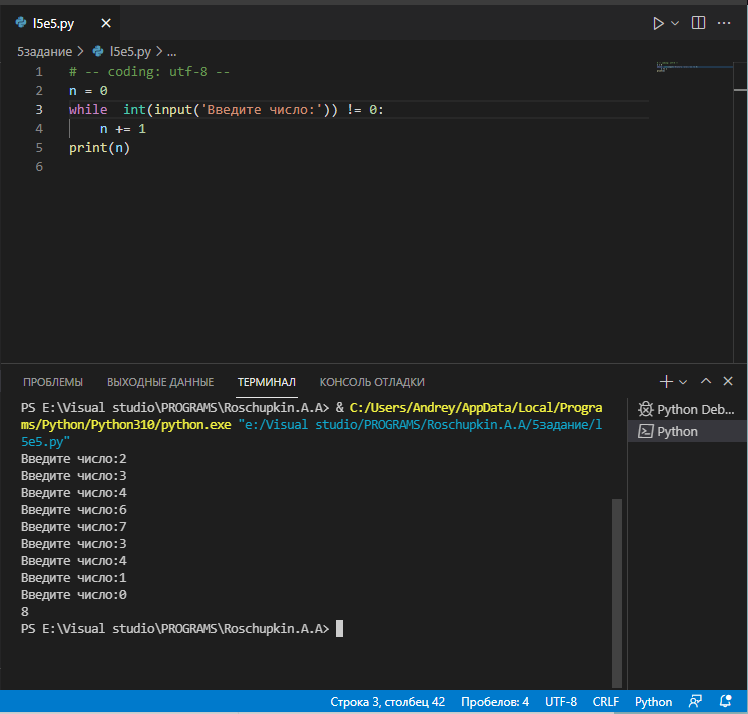 l5e5.py
5задание > l5e5.py > ...
1 # -- coding: utf-8 --
2 n = 0
3 while  int(input('Введите число:')) != 0:
4     n += 1
5 print(n)
6
ПРОБЛЕМЫ ВЫХОДНЫЕ ДАННЫЕ ТЕРМИНАЛ КОНСОЛЬ ОТЛАДКИ
PS E:\Visual studio\PROGRAMS\Roschupkin.A.A> & C:/Users/Andrey/AppData/Local/Progra
ms/Python/Python310/python.exe "e:/Visual studio/PROGRAMS/Roschupkin.A.A/5задание/l
5e5.py"
Введите число:2
Введите число:3
Введите число:4
Введите число:6
Введите число:7
Введите число:3
Введите число:4
Введите число:1
Введите число:0
8
PS E:\Visual studio\PROGRAMS\Roschupkin.A.A>
Python Deb...
Python
Строка 3, столбец 42 Пробелов: 4 UTF-8 CRLF Python